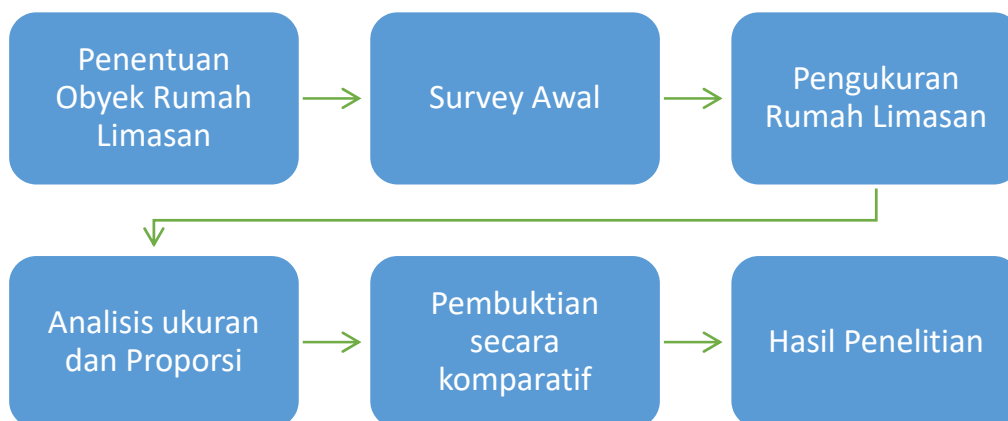 Penentuan
Obyek Rumah
Limasan
Survey Awal
Pengukuran
Rumah Limasan
Analisis ukuran
dan Proporsi
Pembuktian
secara
komparatif
Hasil Penelitian